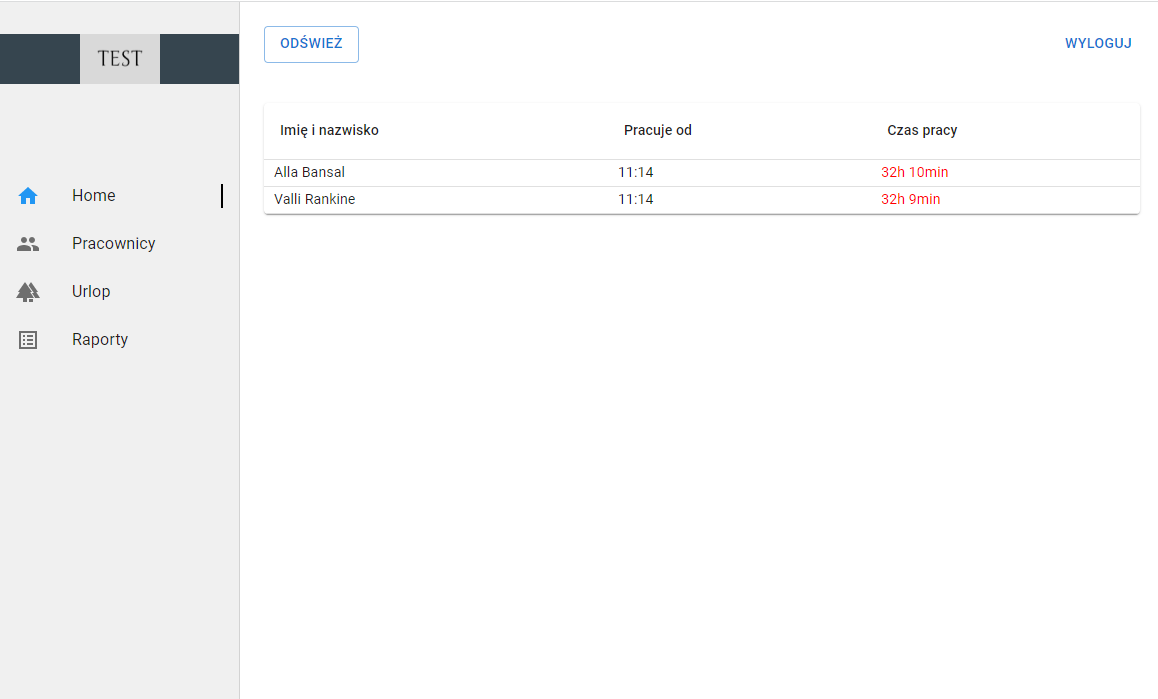 TEST
Home
Pracownicy
Urlop
Raporty
ODŚWIEŻ WYLOGUJ
Imię i nazwisko Pracuje od Czas pracy
Alla Bansal 11:14 32h 10min
Valli Rankine 11:14 32h 9min